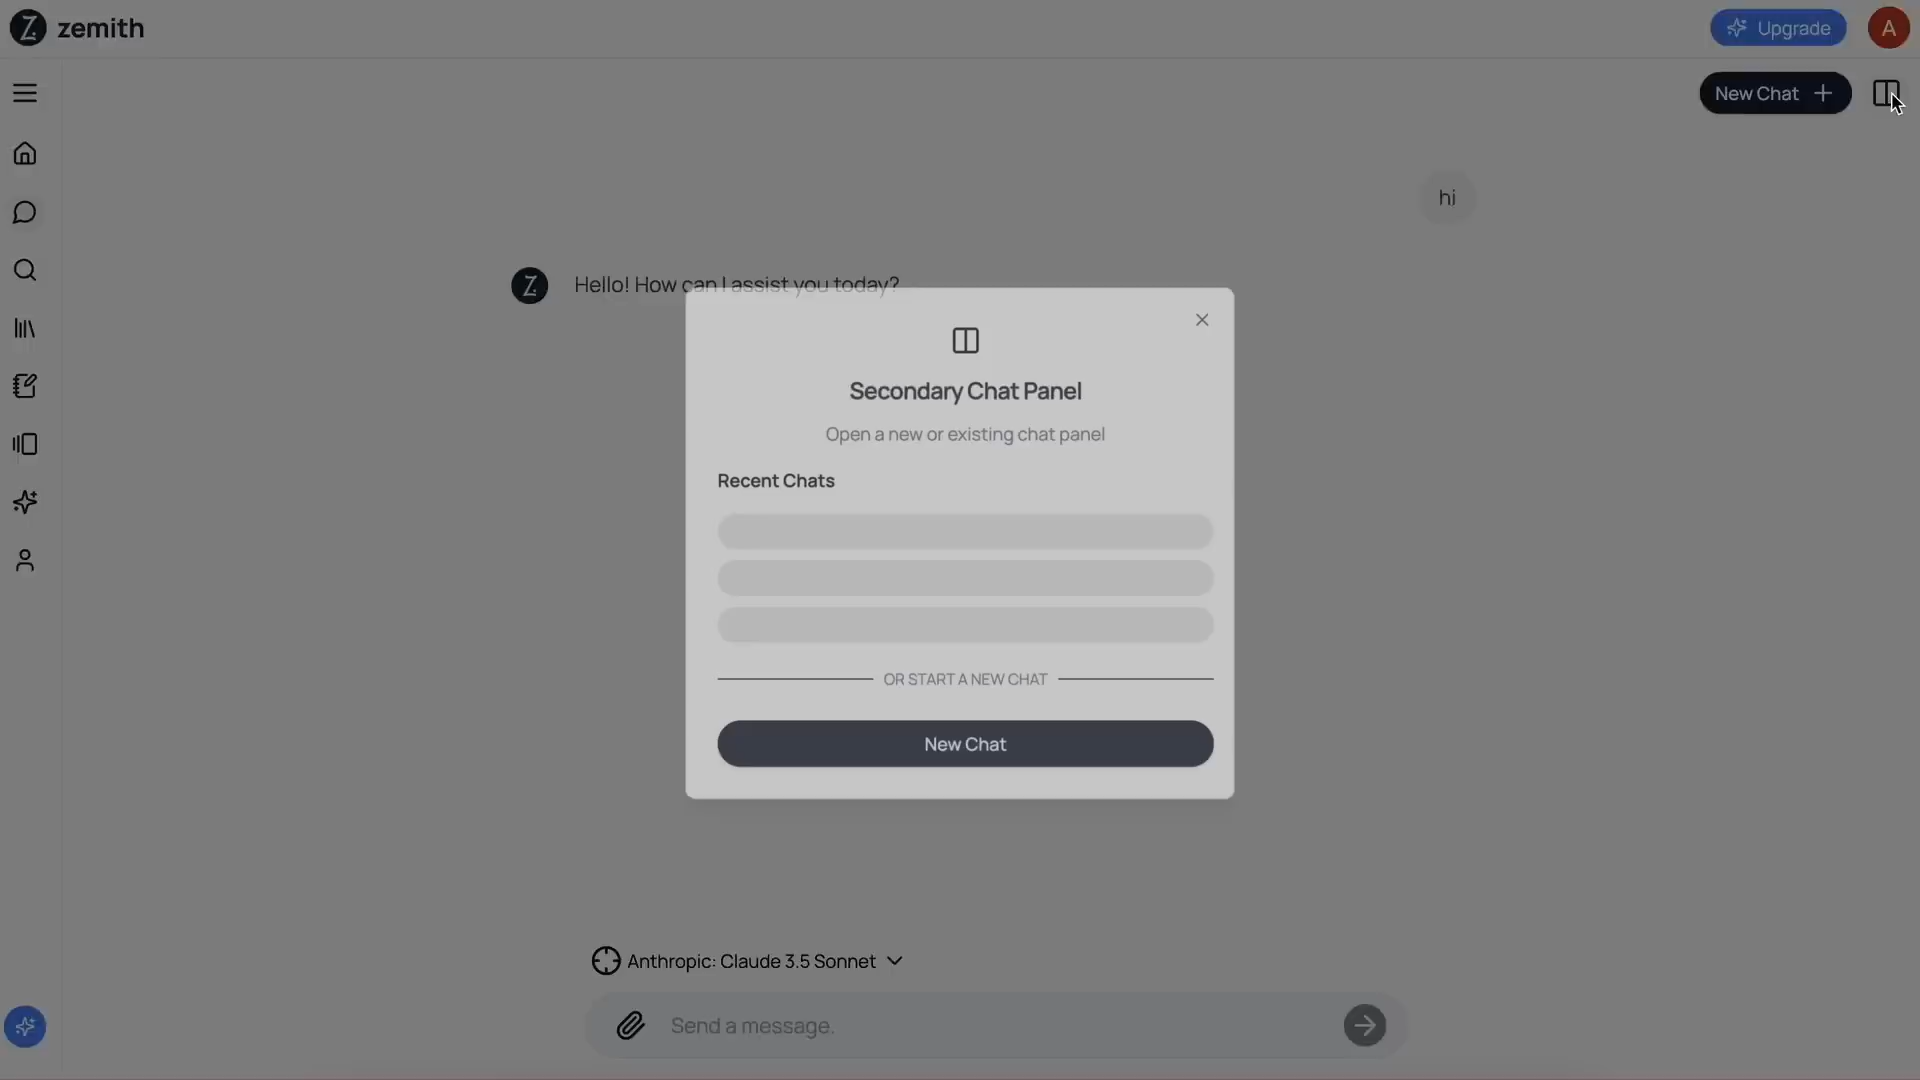 zemith
Upgrade
A
New Chat
hi
Hello! How can I assist you today?
Secondary Chat Panel
Open a new or existing chat panel
Recent Chats
OR START A NEW CHAT
New Chat
Anthropic: Claude 3.5 Sonnet
Send a message.